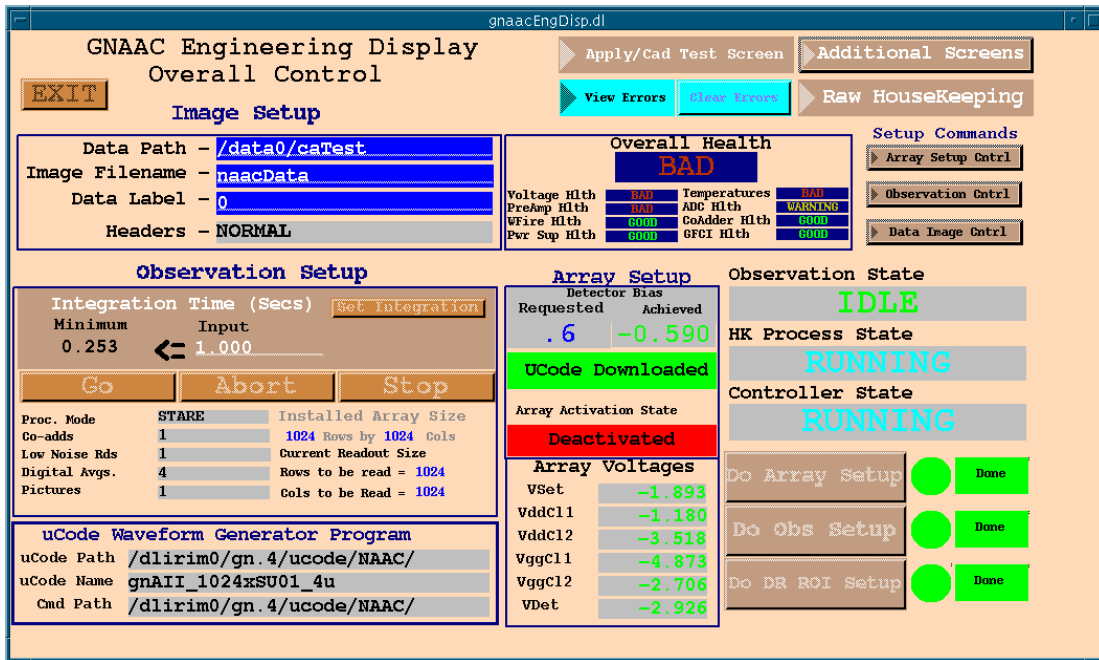 gnaacEngDisp.dl
GNAAC Engineering Display
Overall Control
EXIT
Apply/Cad Test Screen
Additional Screens
View Errors
Clear Errors
Raw HouseKeeping
Image Setup
Data Path – /data0/caTest
Image Filename – naacData
Data Label – 0
Headers – NORMAL
Overall Health
BAD
Voltage Hlth BAD Temperatures BAD
PreAmp Hlth BAD ADC Hlth WARNING
WFire Hlth GOOD CoAdder Hlth GOOD
Pwr Sup Hlth GOOD GFCI Hlth GOOD
Setup Commands
Array Setup Cntrl
Observation Cntrl
Data Image Cntrl
Observation Setup
Integration Time (Secs) Set Integration
Minimum Input
0.253 <= 1.000
Go Abort Stop
Proc. Mode STARE Installed Array Size
Co-adds 1 1024 Rows by 1024 Cols
Low Noise Rds 1 Current Readout Size
Digital Avgs. 4 Rows to be read = 1024
Pictures 1 Cols to be Read = 1024
Array Setup
Detector Bias
Requested Achieved
.6 -0.590
UCode Downloaded
Array Activation State
Deactivated
Array Voltages
VSet -1.893
VddCl1 -1.180
VddCl2 -3.518
VggCl1 -4.873
VggCl2 -2.706
VDet -2.926
Observation State
IDLE
HK Process State
RUNNING
Controller State
RUNNING
Do Array Setup Done
Do Obs Setup Done
Do DR ROI Setup Done
uCode Waveform Generator Program
uCode Path /dlirim0/gn.4/ucode/NAAC/
uCode Name gnAII_1024xSU01_4u
Cmd Path /dlirim0/gn.4/ucode/NAAC/